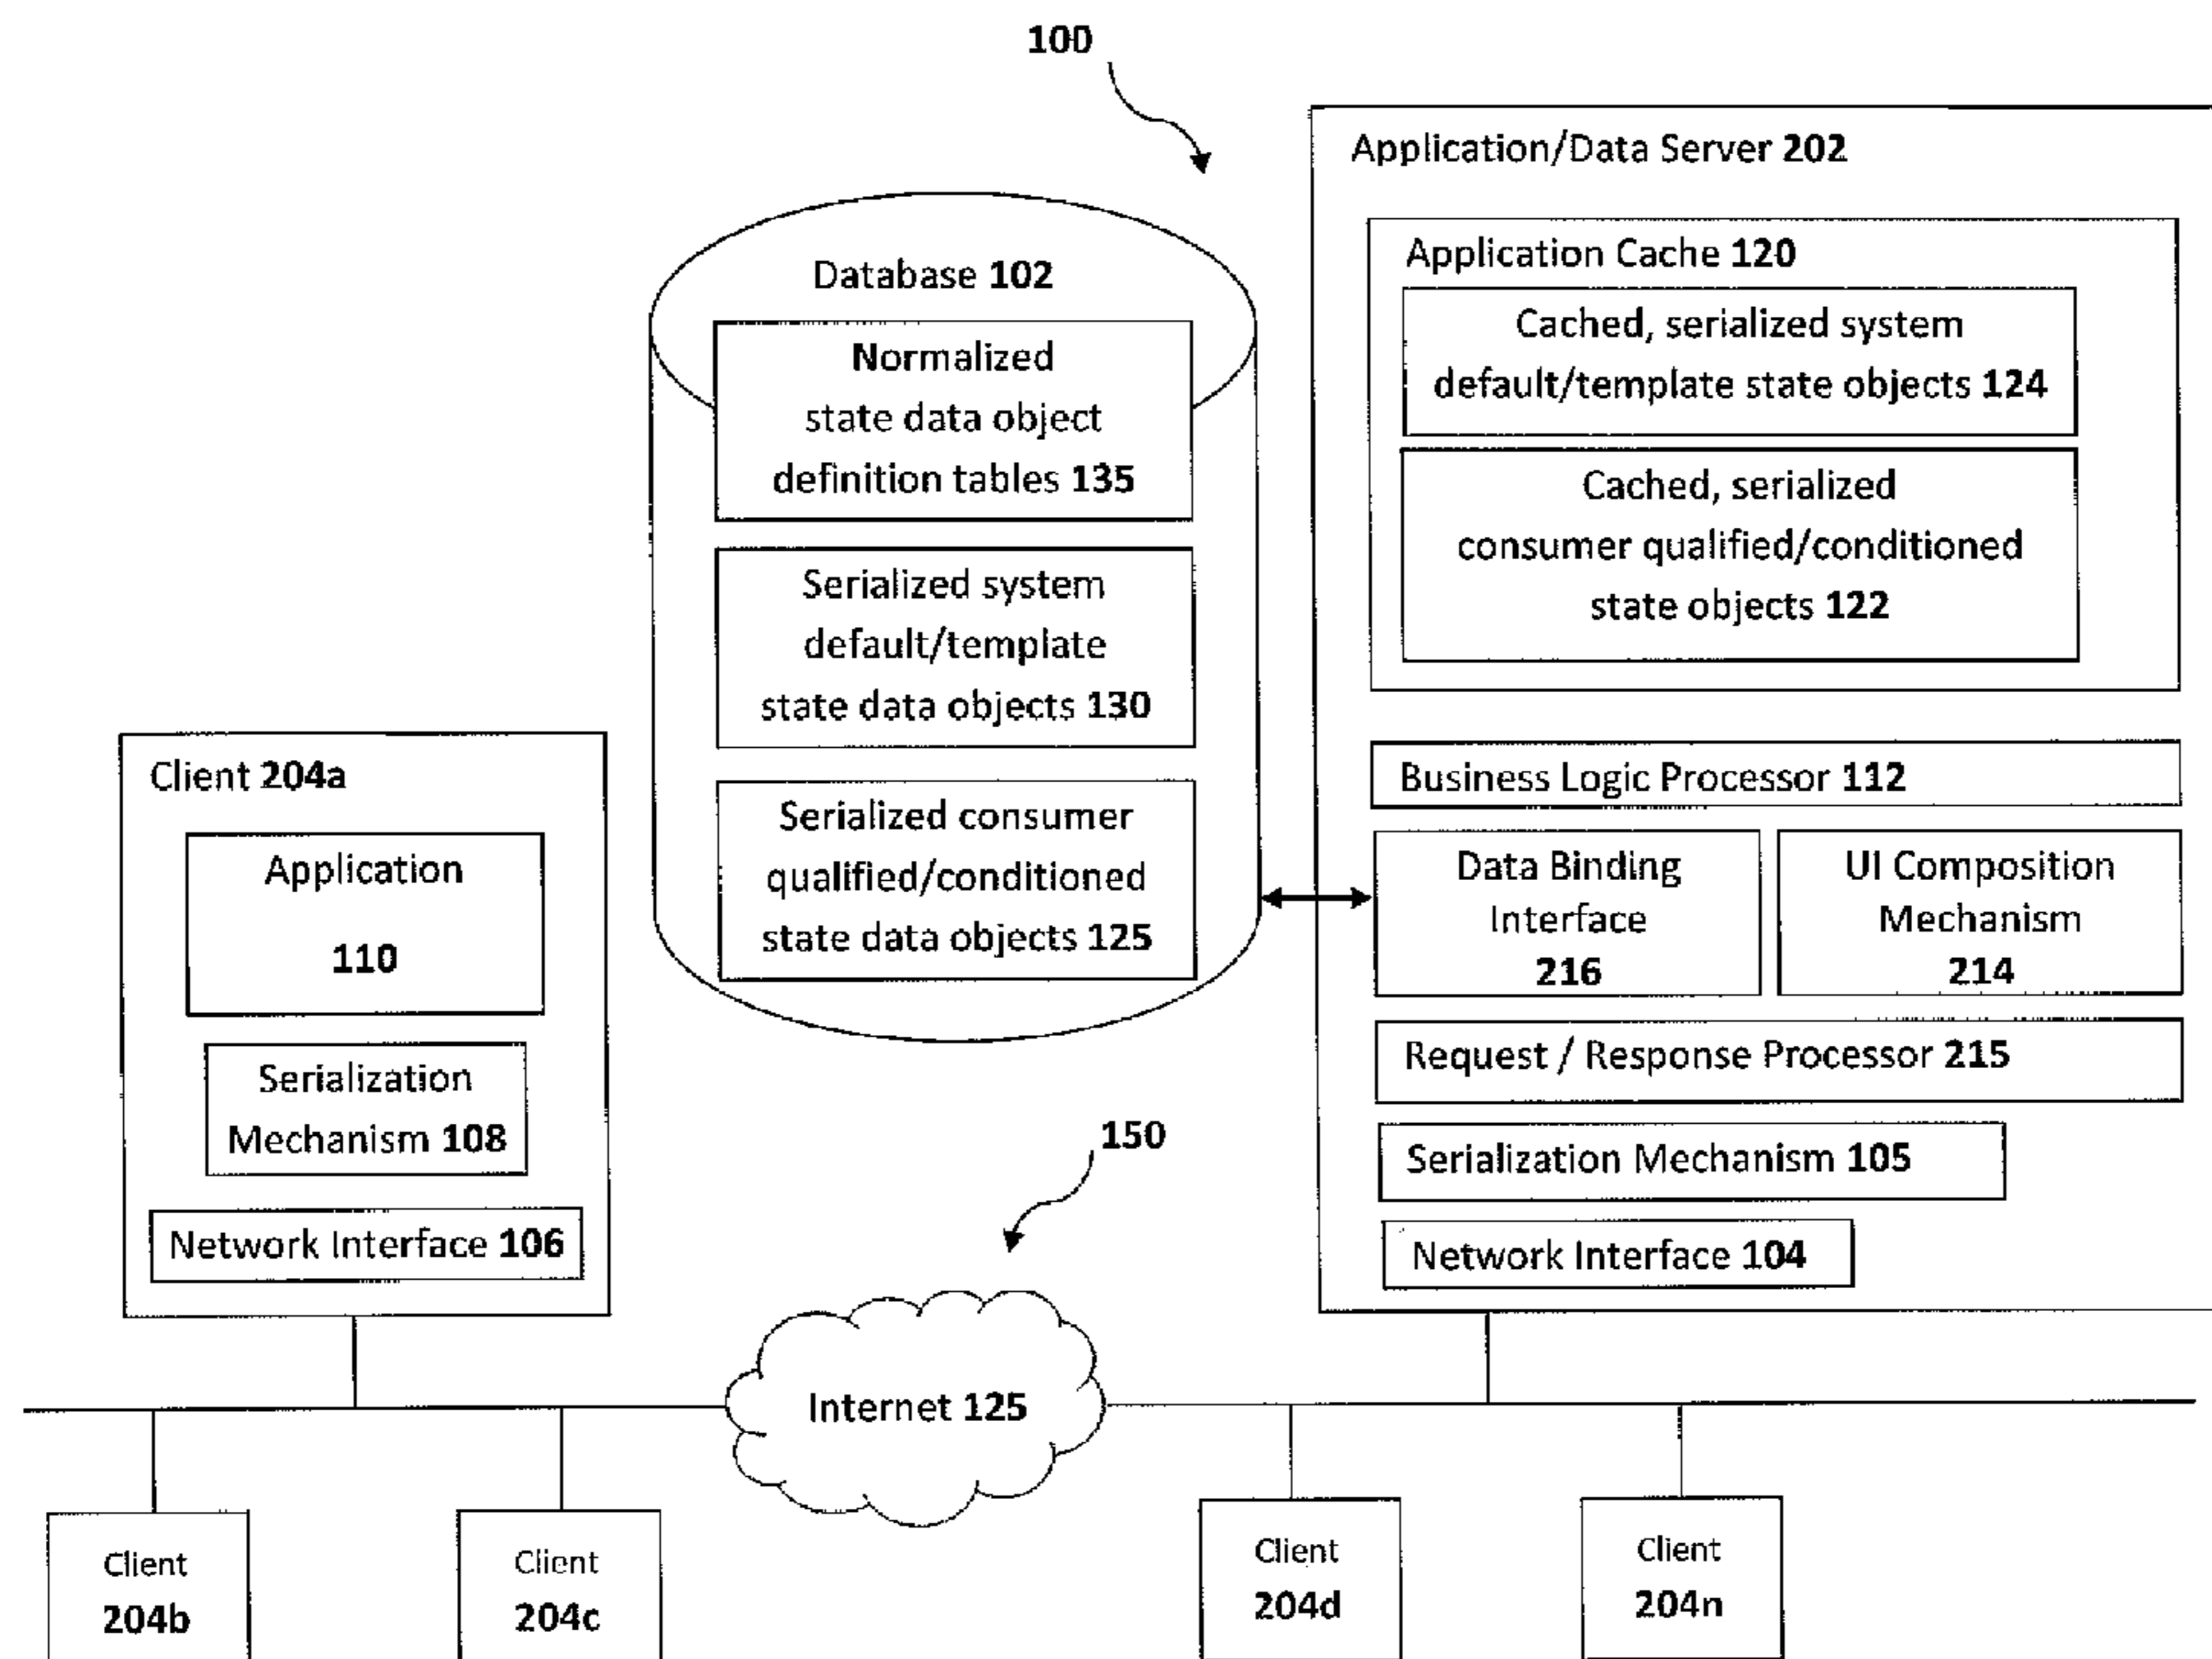 100
Application/Data Server 202
Application Cache 120
Cached, serialized system
default/template state objects 124
Cached, serialized
consumer qualified/conditioned
state objects 122
Database 102
Normalized
state data object
definition tables 135
Serialized system
default/template
state data objects 130
Serialized consumer
qualified/conditioned
state data objects 125
Business Logic Processor 112
Data Binding
Interface
216
UI Composition
Mechanism
214
Request / Response Processor 215
Serialization Mechanism 105
Network Interface 104
Client 204a
Application
110
Serialization
Mechanism 108
Network Interface 106
150
Internet 125
Client
204b
Client
204c
Client
204d
Client
204n